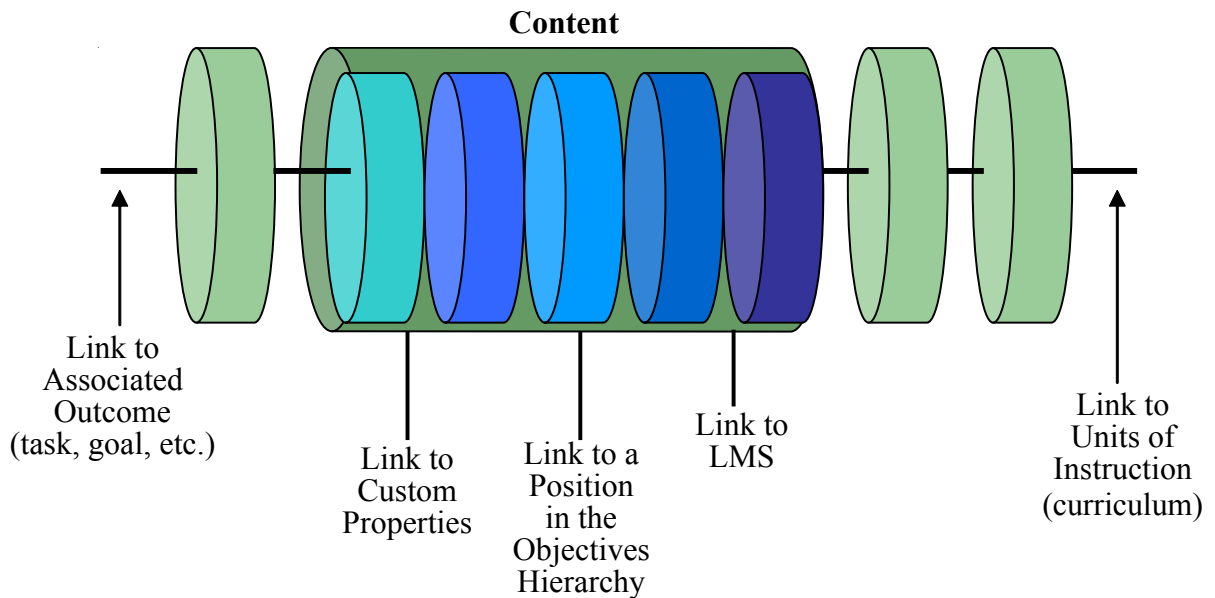 Content
Link to
Associated
Outcome
(task, goal, etc.)
Link to
Custom
Properties
Link to a
Position
in the
Objectives
Hierarchy
Link to
LMS
Link to
Units of
Instruction
(curriculum)